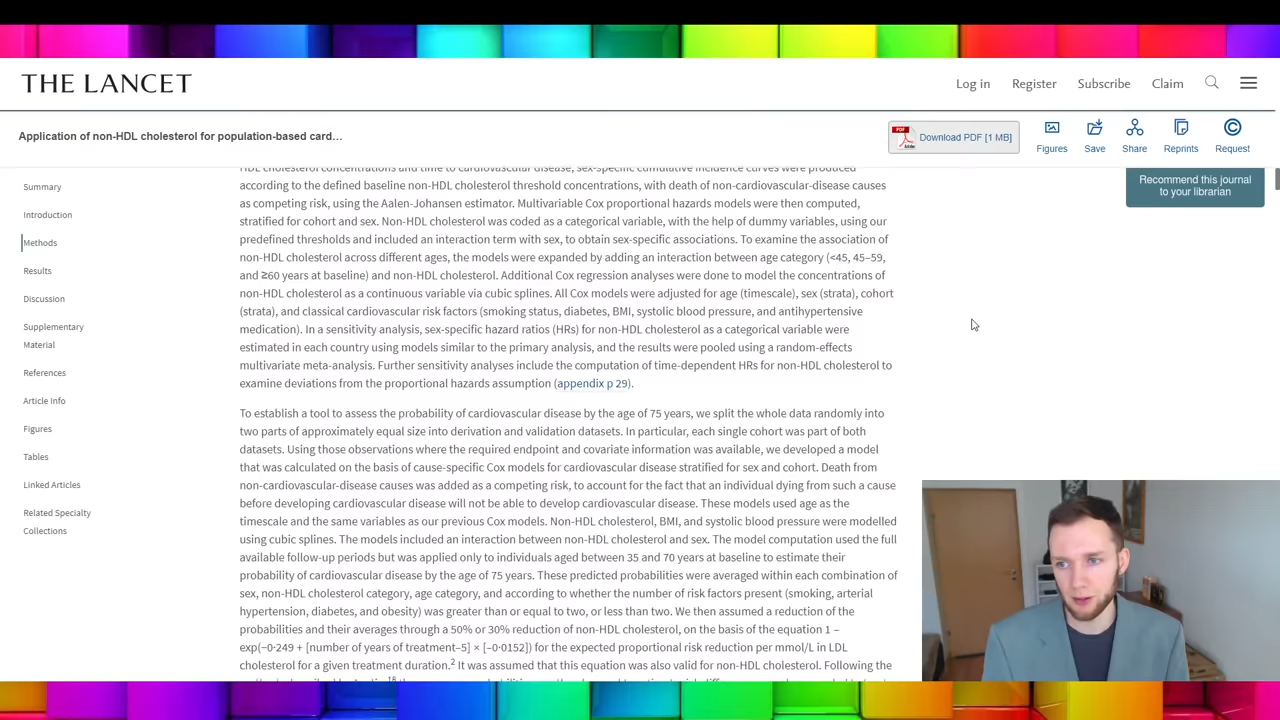 THE LANCET
Log in
Register
Subscribe
Claim
Application of non-HDL cholesterol for population-based card…
PDF
Adobe
Download PDF [1 MB]
Figures
Save
Share
Reprints
Request
Summary
Introduction
Methods
Results
Discussion
Supplementary
Material
References
Article Info
Figures
Tables
Linked Articles
Related Specialty
Collections
HDL cholesterol concentrations and time to cardiovascular disease, sex-specific cumulative incidence curves were produced
according to the defined baseline non-HDL cholesterol threshold concentrations, with death of non-cardiovascular-disease causes
as competing risk, using the Aalen-Johansen estimator. Multivariable Cox proportional hazards models were then computed,
stratified for cohort and sex. Non-HDL cholesterol was coded as a categorical variable, with the help of dummy variables, using our
predefined thresholds and included an interaction term with sex, to obtain sex-specific associations. To examine the association of
non-HDL cholesterol across different ages, the models were expanded by adding an interaction between age category (<45, 45–59,
and ≥60 years at baseline) and non-HDL cholesterol. Additional Cox regression analyses were done to model the concentrations of
non-HDL cholesterol as a continuous variable via cubic splines. All Cox models were adjusted for age (timescale), sex (strata), cohort
(strata), and classical cardiovascular risk factors (smoking status, diabetes, BMI, systolic blood pressure, and antihypertensive
medication). In a sensitivity analysis, sex-specific hazard ratios (HRs) for non-HDL cholesterol as a categorical variable were
estimated in each country using models similar to the primary analysis, and the results were pooled using a random-effects
multivariate meta-analysis. Further sensitivity analyses include the computation of time-dependent HRs for non-HDL cholesterol to
examine deviations from the proportional hazards assumption (appendix p 29).
To establish a tool to assess the probability of cardiovascular disease by the age of 75 years, we split the whole data randomly into
two parts of approximately equal size into derivation and validation datasets. In particular, each single cohort was part of both
datasets. Using those observations where the required endpoint and covariate information was available, we developed a model
that was calculated on the basis of cause-specific Cox models for cardiovascular disease stratified for sex and cohort. Death from
non-cardiovascular-disease causes was added as a competing risk, to account for the fact that an individual dying from such a cause
before developing cardiovascular disease will not be able to develop cardiovascular disease. These models used age as the
timescale and the same variables as our previous Cox models. Non-HDL cholesterol, BMI, and systolic blood pressure were modelled
using cubic splines. The models included an interaction between non-HDL cholesterol and sex. The model computation used the full
available follow-up periods but was applied only to individuals aged between 35 and 70 years at baseline to estimate their
probability of cardiovascular disease by the age of 75 years. These predicted probabilities were averaged within each combination of
sex, non-HDL cholesterol category, age category, and according to whether the number of risk factors present (smoking, arterial
hypertension, diabetes, and obesity) was greater than or equal to two, or less than two. We then assumed a reduction of the
probabilities and their averages through a 50% or 30% reduction of non-HDL cholesterol, on the basis of the equation 1 –
exp(−0·249 + [number of years of treatment–5] × [–0·0152]) for the expected proportional risk reduction per mmol/L in LDL
cholesterol for a given treatment duration.2 It was assumed that this equation was also valid for non-HDL cholesterol. Following the
Recommend this journal
to your librarian